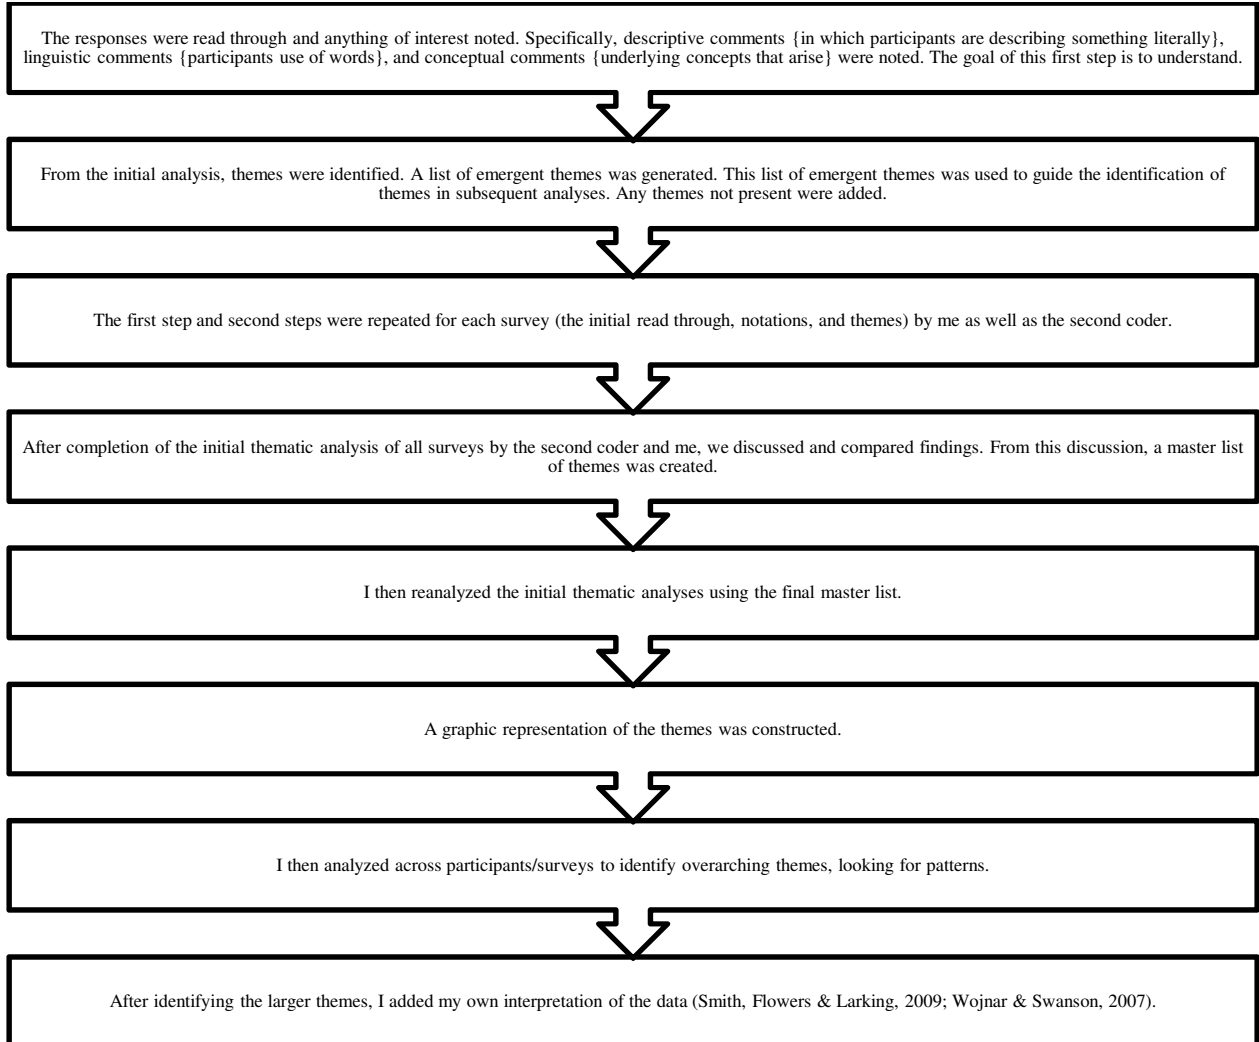 The responses were read through and anything of interest noted. Specifically, descriptive comments {in which participants are describing something literally},
linguistic comments {participants use of words}, and conceptual comments {underlying concepts that arise} were noted. The goal of this first step is to understand.
From the initial analysis, themes were identified. A list of emergent themes was generated. This list of emergent themes was used to guide the identification of
themes in subsequent analyses. Any themes not present were added.
The first step and second steps were repeated for each survey (the initial read through, notations, and themes) by me as well as the second coder.
After completion of the initial thematic analysis of all surveys by the second coder and me, we discussed and compared findings. From this discussion, a master list
of themes was created.
I then reanalyzed the initial thematic analyses using the final master list.
A graphic representation of the themes was constructed.
I then analyzed across participants/surveys to identify overarching themes, looking for patterns.
After identifying the larger themes, I added my own interpretation of the data (Smith, Flowers & Larking, 2009; Wojnar & Swanson, 2007).